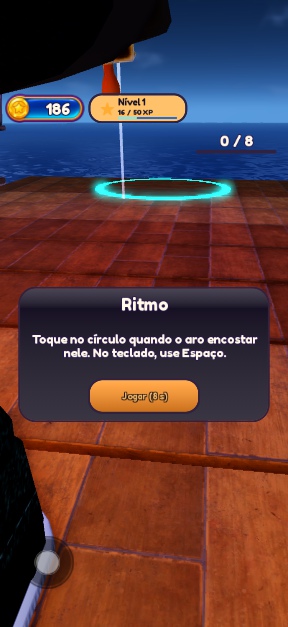 186
Nível 1
16 / 50 XP
0 / 8
Ritmo
Toque no círculo quando o aro encostar
nele. No teclado, use Espaço.
Jogar (8 s)